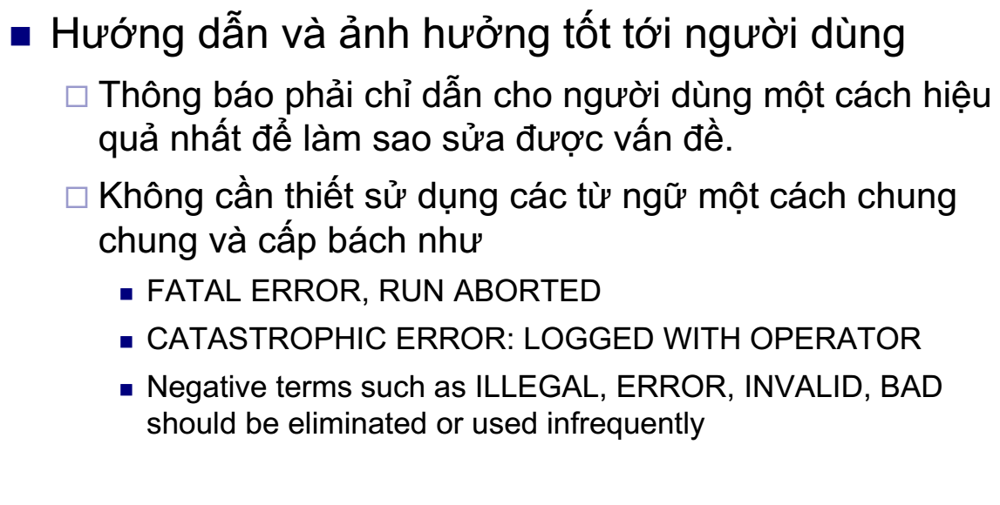 Hướng dẫn và ảnh hưởng tốt tới người dùng
Thông báo phải chỉ dẫn cho người dùng một cách hiệu
quả nhất để làm sao sửa được vấn đề.
Không cần thiết sử dụng các từ ngữ một cách chung
chung và cấp bách như
FATAL ERROR, RUN ABORTED
CATASTROPHIC ERROR: LOGGED WITH OPERATOR
Negative terms such as ILLEGAL, ERROR, INVALID, BAD
should be eliminated or used infrequently